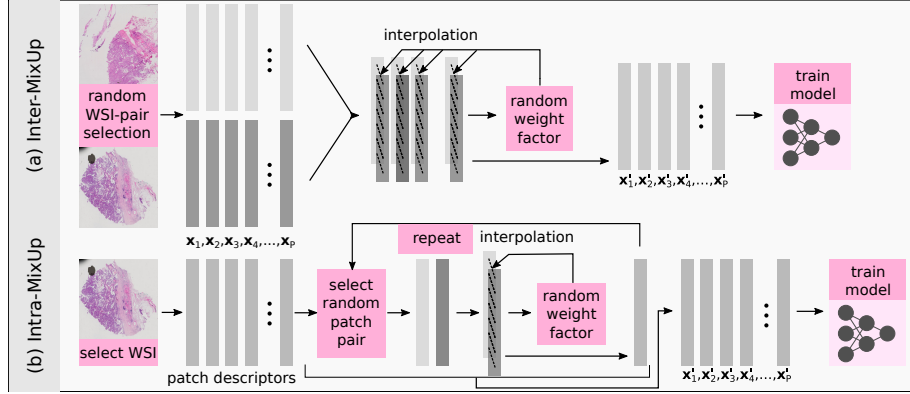 (a) Inter-MixUp
random
WSI-pair
selection
x1,x2,x3,x4,...,xP
interpolation
random
weight
factor
x'1,x'2,x'3,x'4,...,x'P
train
model
(b) Intra-MixUp
select WSI
patch descriptors
select
random
patch
pair
repeat
interpolation
random
weight
factor
x'1,x'2,x'3,x'4,...,x'P
train
model